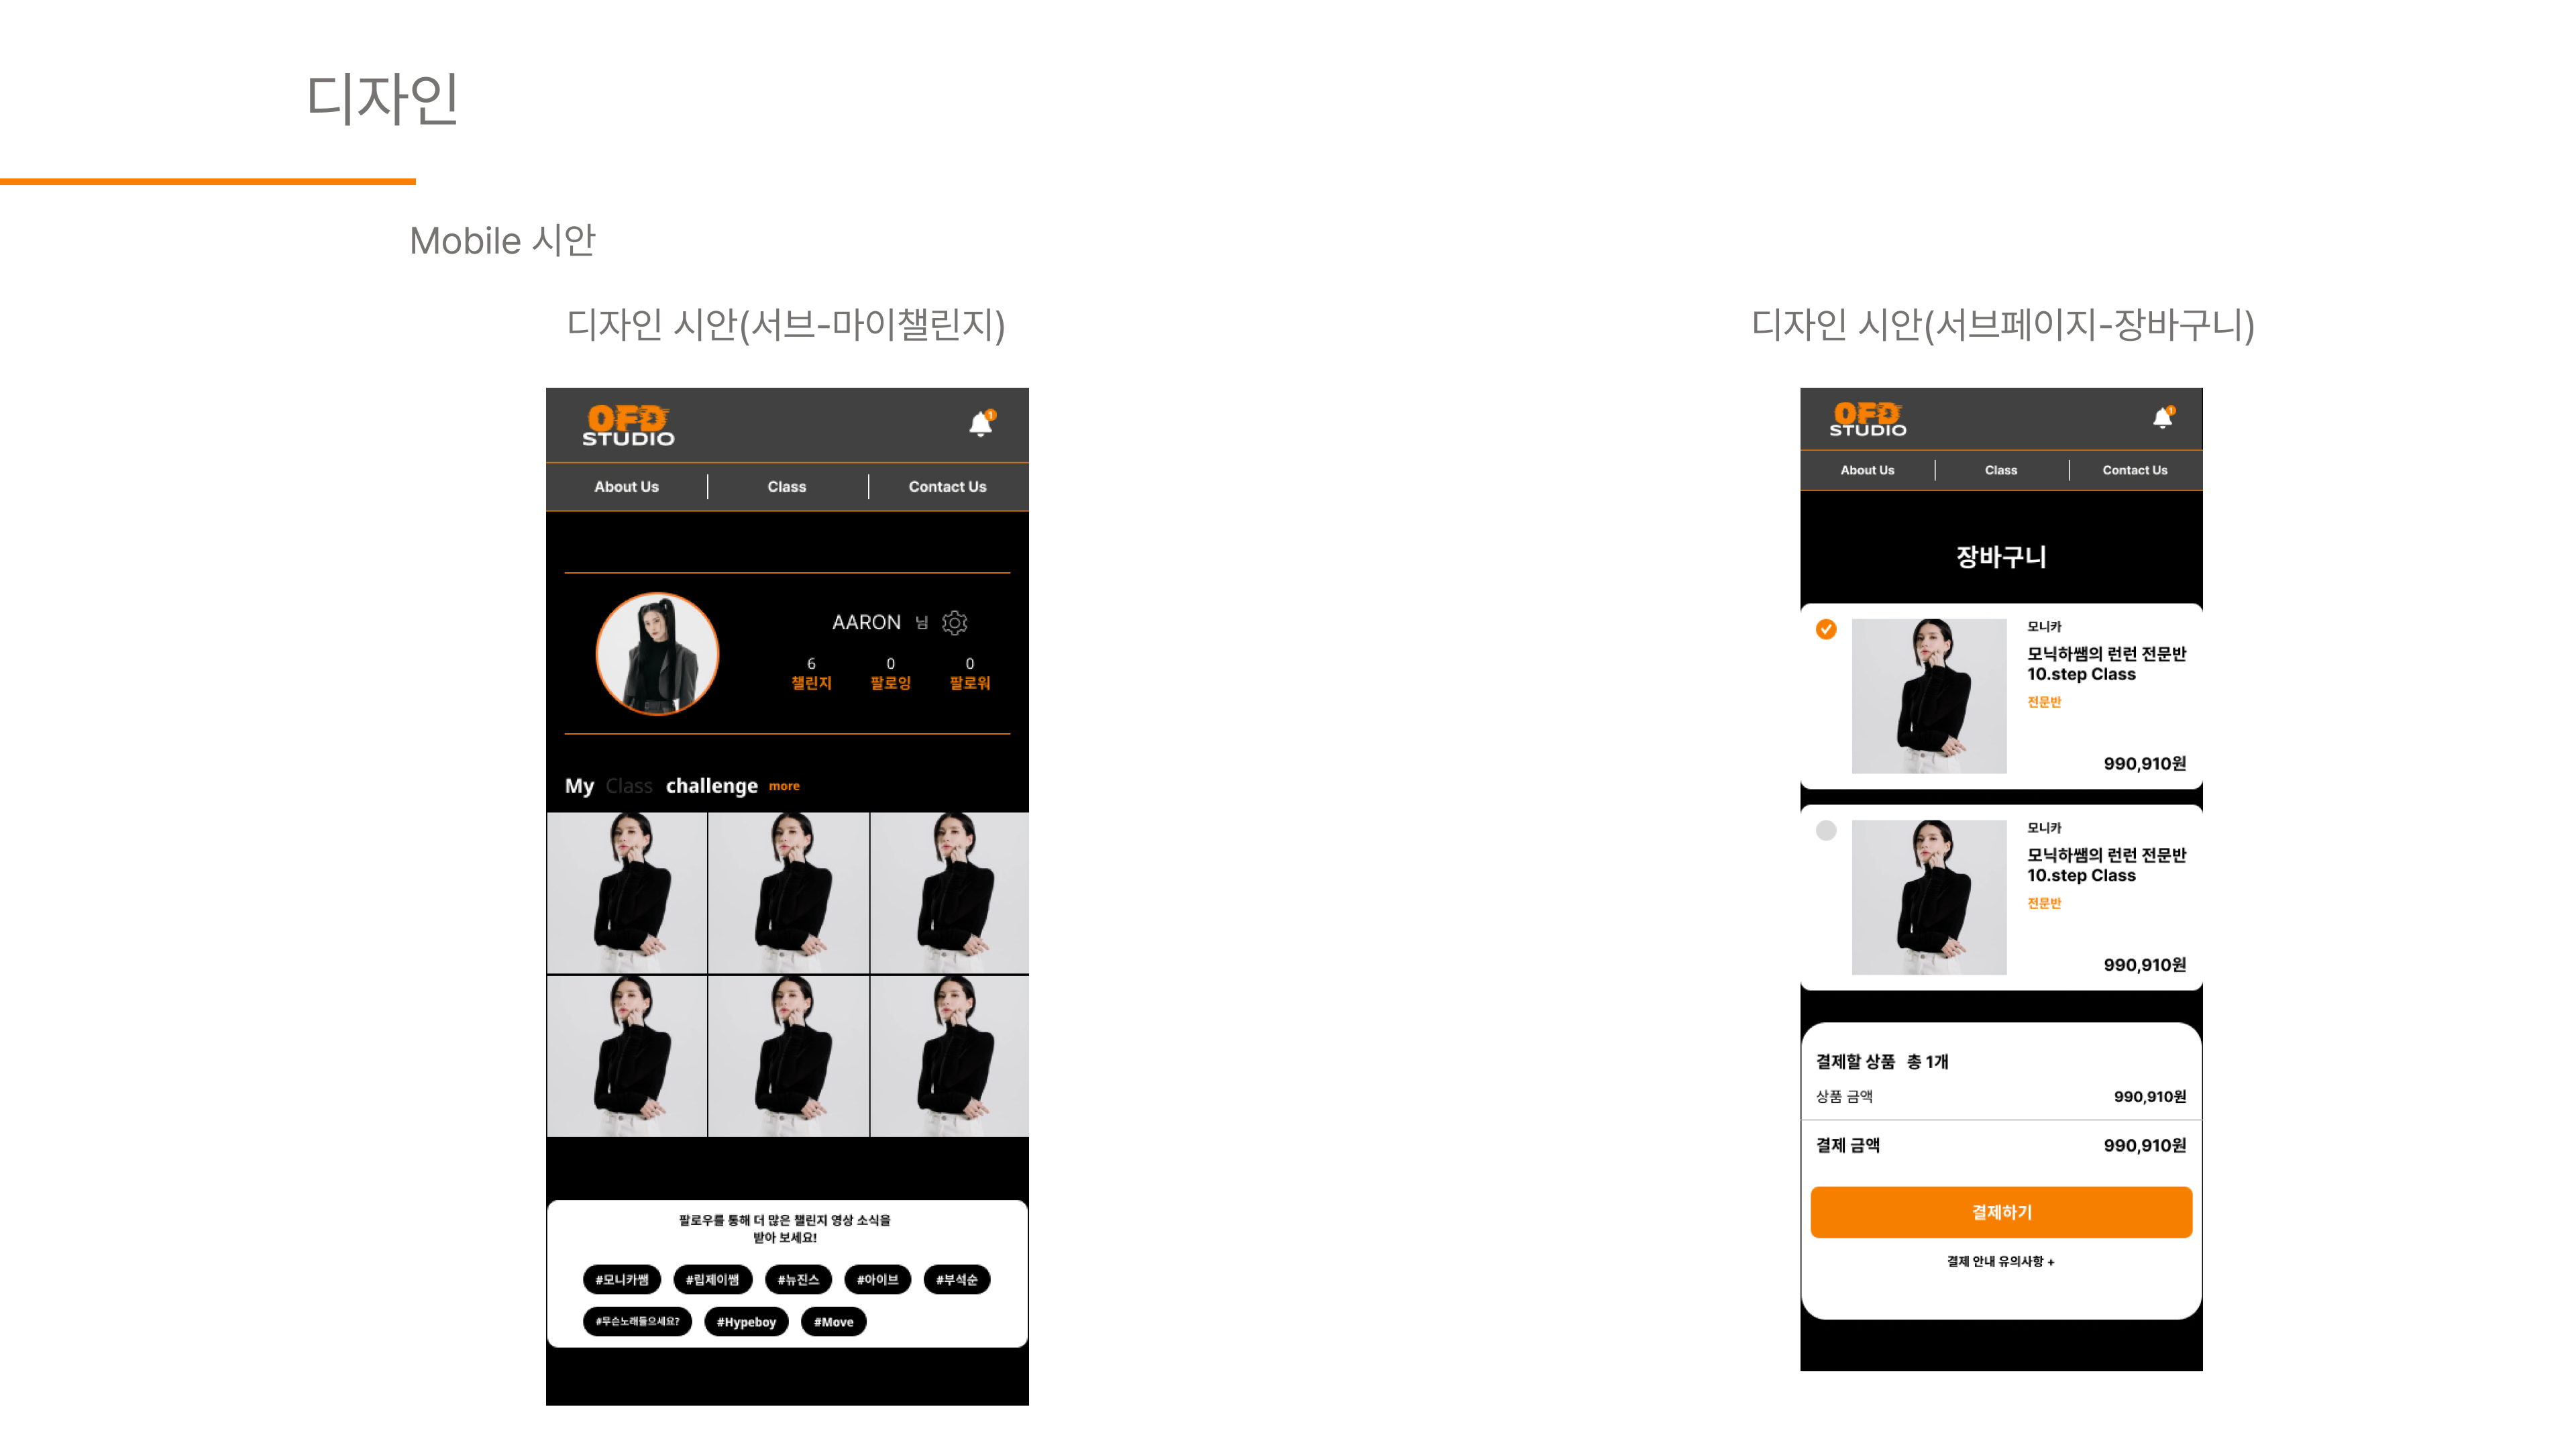 디자인
Mobile 시안
디자인 시안(서브-마이챌린지)
OFD
STUDIO
1
About Us
Class
Contact Us
AARON 님
6
0
0
챌린지
팔로잉
팔로워
My Class challenge more
팔로우를 통해 더 많은 챌린지 영상 소식을
받아 보세요!
#모니카쌤
#립제이쌤
#뉴진스
#아이브
#부석순
#무슨노래들으세요?
#Hypeboy
#Move
디자인 시안(서브페이지-장바구니)
OFD
STUDIO
1
About Us
Class
Contact Us
장바구니
모니카
모닉하쌤의 런런 전문반
10.step Class
전문반
990,910원
모니카
모닉하쌤의 런런 전문반
10.step Class
전문반
990,910원
결제할 상품 총 1개
상품 금액 990,910원
결제 금액 990,910원
결제하기
결제 안내 유의사항 +